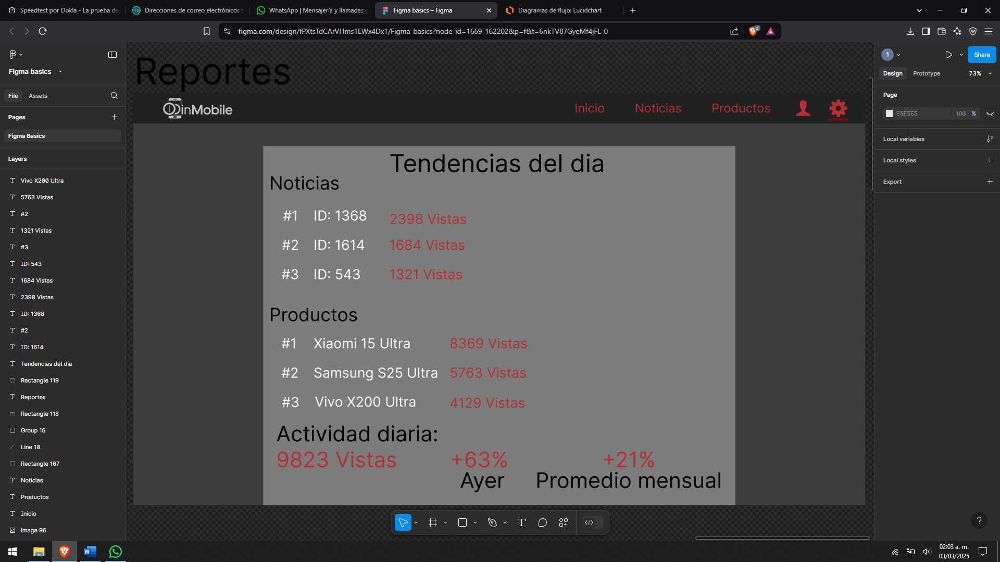 Speedtest por Ookla - La prueba de
Direcciones de correo electrónicos t
WhatsApp | Mensajería y llamadas g
Figma basics – Figma
Diagramas de flujo: Lucidchart
figma.com/design/fPXtsTdCArVHms1EWx4Dx1/Figma-basics?node-id=1669-162202&p=f&t=6nkTV87GyeMf4jFL-0
2
Figma basics
File
Assets
Pages
Figma Basics
Layers
Vivo X200 Ultra
5763 Vistas
#2
1321 Vistas
#3
ID: 543
1684 Vistas
2398 Vistas
ID: 1368
#2
ID: 1614
Tendencias del dia
Rectangle 119
Reportes
Rectangle 118
Group 16
Line 10
Rectangle 107
Noticias
Productos
Inicio
image 96
Reportes
inMobile
Inicio
Noticias
Productos
Tendencias del dia
Noticias
#1 ID: 1368 2398 Vistas
#2 ID: 1614 1684 Vistas
#3 ID: 543 1321 Vistas
Productos
#1 Xiaomi 15 Ultra 8369 Vistas
#2 Samsung S25 Ultra 5763 Vistas
#3 Vivo X200 Ultra 4129 Vistas
Actividad diaria:
9823 Vistas +63% +21%
Ayer Promedio mensual
1
Share
Design
Prototype
73%
Page
E5E5E5 100 %
Local variables
Local styles
Export
?
02:03 a. m.
03/03/2025